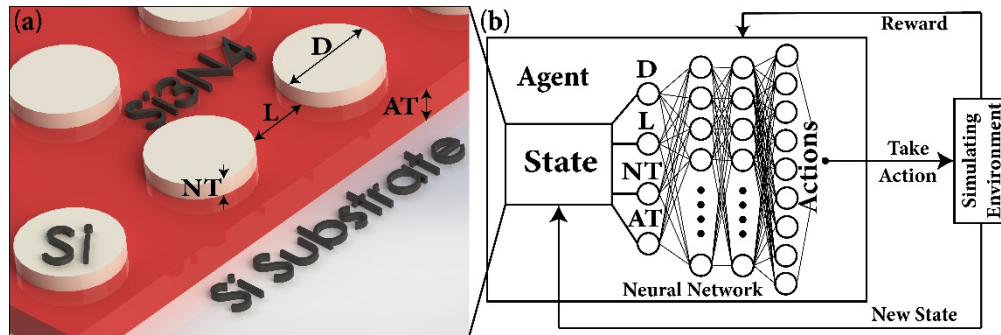 (a)
D
Si3N4
L
AT
NT
Si
Si Substrate
(b)
Reward
Agent
D
L
NT
AT
State
Actions
Take
Action
Simulating
Environment
Neural Network
New State